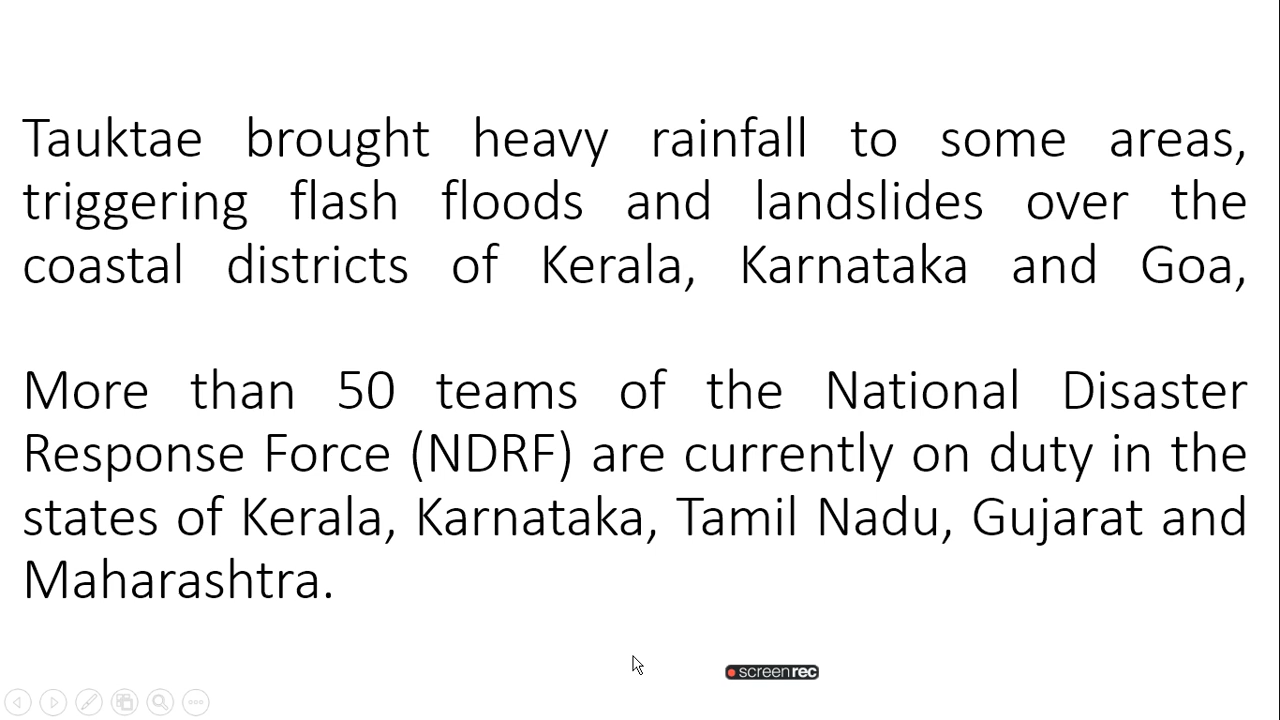 Tauktae brought heavy rainfall to some areas,
triggering flash floods and landslides over the
coastal districts of Kerala, Karnataka and Goa,
More than 50 teams of the National Disaster
Response Force (NDRF) are currently on duty in the
states of Kerala, Karnataka, Tamil Nadu, Gujarat and
Maharashtra.
screenrec